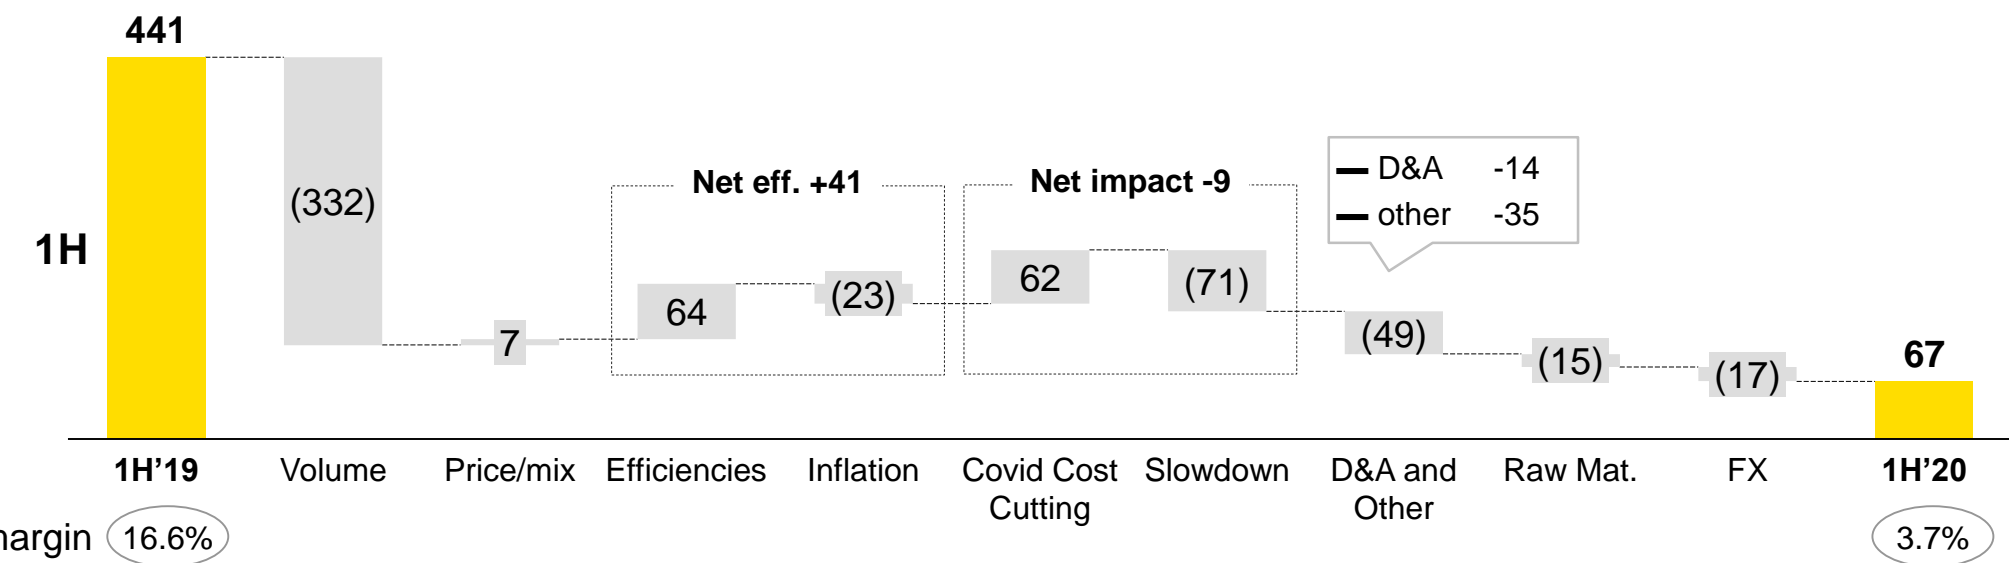 441
67
(332)
7
Net eff. +41
64
(23)
Net impact -9
62
(71)
D&A -14
other -35
(49)
(15)
(17)
1H
1H’19 Volume Price/mix Efficiencies Inflation Covid Cost Slowdown D&A and Raw Mat. FX 1H’20
Cutting Other
16.6% 3.7%